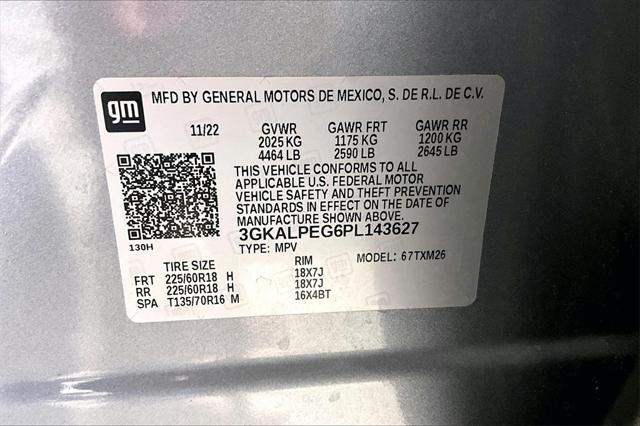 gm MFD BY GENERAL MOTORS DE MEXICO, S. DE R.L. DE C.V.
11/22 GVWR GAWR FRT GAWR RR
2025 KG 1175 KG 1200 KG
4464 LB 2590 LB 2645 LB
THIS VEHICLE CONFORMS TO ALL
APPLICABLE U.S. FEDERAL MOTOR
VEHICLE SAFETY AND THEFT PREVENTION
STANDARDS IN EFFECT ON THE DATE OF
MANUFACTURE SHOWN ABOVE.
3GKALPEG6PL143627
130H TYPE: MPV MODEL: 67TXM26
TIRE SIZE RIM
FRT 225/60R18 H 18X7J
RR 225/60R18 H 18X7J
SPA T135/70R16 M 16X4BT